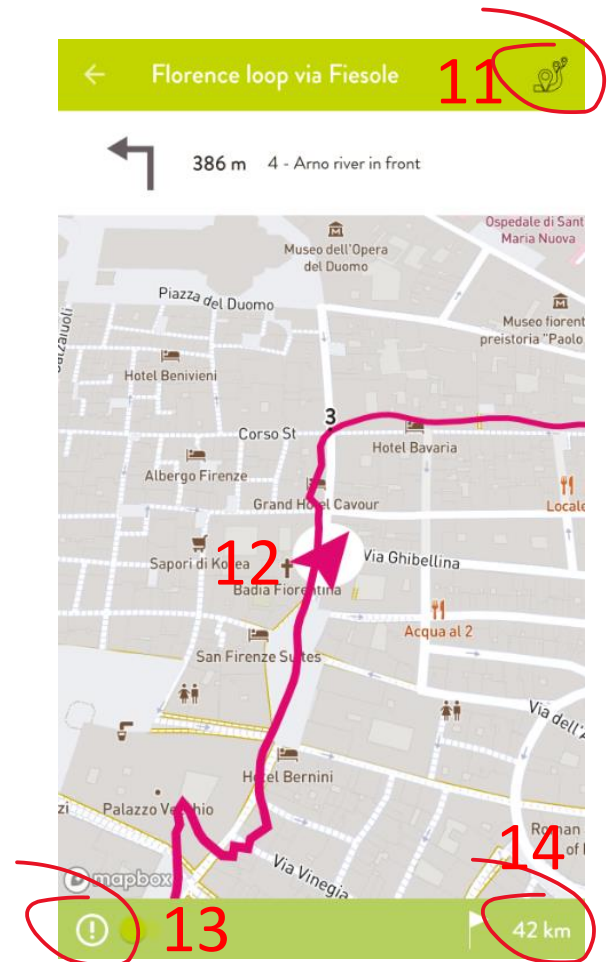 Florence loop via Fiesole
11
386 m 4 - Arno river in front
Ospedale di Sant
Maria Nuova
Museo dell'Opera
del Duomo
Piazza del Duomo
Museo fiorent
preistoria "Paolo
alzaiuoli
Hotel Benivieni
3
Corso St
Hotel Bavaria
Albergo Firenze
Grand Hotel Cavour
Locale
12
Via Ghibellina
Sapori di Korea
Badia Fiorentina
Acqua al 2
San Firenze Suites
Via dell'A
Hotel Bernini
zi
Palazzo Vecchio
Roman
of
14
Via Vinegia
mapbox
13
42 km